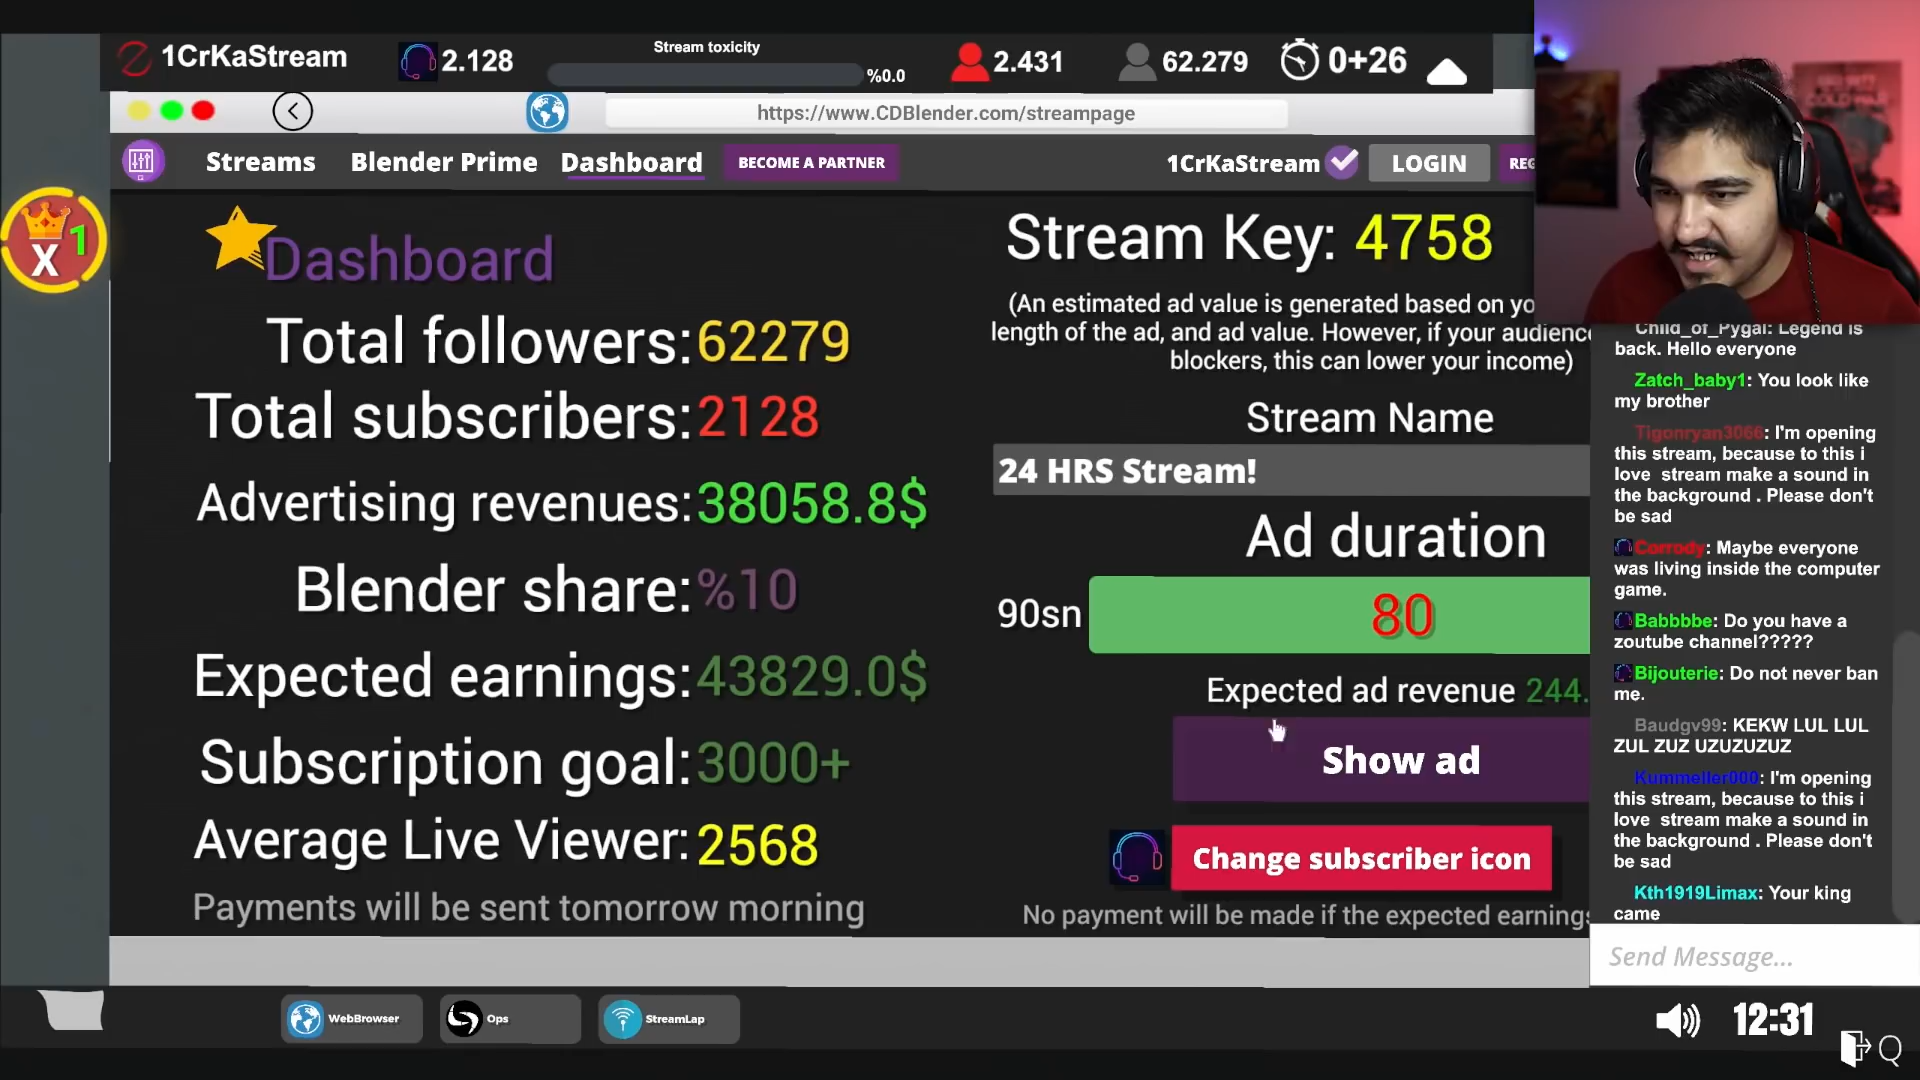 1CrKaStream
2.128
Stream toxicity
%0.0
2.431
62.279
0+26
https://www.CDBlender.com/streampage
Streams
Blender Prime
Dashboard
BECOME A PARTNER
1CrKaStream
LOGIN
REG
X 1
Dashboard
Total followers:62279
Total subscribers:2128
Advertising revenues:38058.8$
Blender share:%10
Expected earnings:43829.0$
Subscription goal:3000+
Average Live Viewer:2568
Payments will be sent tomorrow morning
Stream Key: 4758
(An estimated ad value is generated based on yo
length of the ad, and ad value. However, if your audienc
blockers, this can lower your income)
Stream Name
24 HRS Stream!
Ad duration
90sn
80
Expected ad revenue 244.
Show ad
Change subscriber icon
No payment will be made if the expected earning
Child_of_Pygal: Legend is
back. Hello everyone
Zatch_baby1: You look like
my brother
Tigonryan3066: I'm opening
this stream, because to this i
love stream make a sound in
the background . Please don't
be sad
Corrody: Maybe everyone
was living inside the computer
game.
Babbbbe: Do you have a
zoutube channel?????
Bijouterie: Do not never ban
me.
Baudgv99: KEKW LUL LUL
ZUL ZUZ UZUZUZUZ
Kummeller000: I'm opening
this stream, because to this i
love stream make a sound in
the background . Please don't
be sad
Kth1919Limax: Your king
came
Send Message...
WebBrowser
Ops
StreamLap
12:31
Q